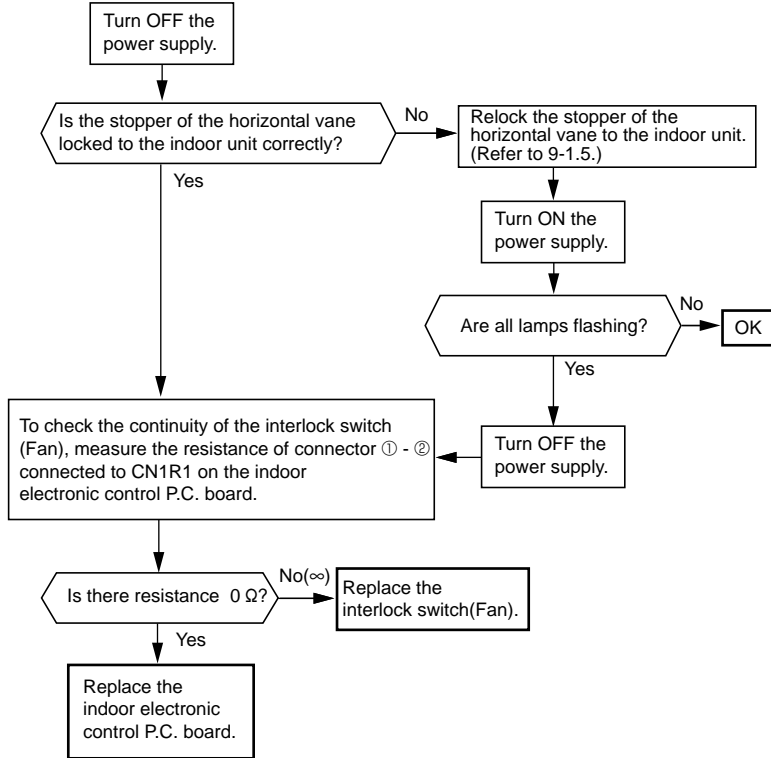 Turn OFF the
power supply.
Is the stopper of the horizontal vane
locked to the indoor unit correctly?
No
Relock the stopper of the
horizontal vane to the indoor unit.
(Refer to 9-1.5.)
Yes
Turn ON the
power supply.
Are all lamps flashing?
No
OK
Yes
To check the continuity of the interlock switch
(Fan), measure the resistance of connector ① - ②
connected to CN1R1 on the indoor
electronic control P.C. board.
Turn OFF the
power supply.
Is there resistance 0 Ω?
No(∞)
Replace the
interlock switch(Fan).
Yes
Replace the
indoor electronic
control P.C. board.